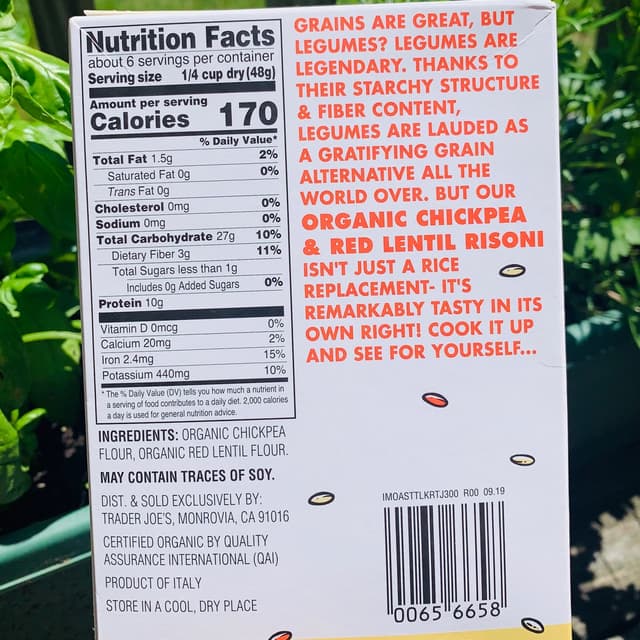 Nutrition Facts
about 6 servings per container
Serving size 1/4 cup dry (48g)
Amount per serving
Calories 170
% Daily Value*
Total Fat 1.5g 2%
Saturated Fat 0g 0%
Trans Fat 0g
Cholesterol 0mg 0%
Sodium 0mg 0%
Total Carbohydrate 27g 10%
Dietary Fiber 3g 11%
Total Sugars less than 1g
Includes 0g Added Sugars 0%
Protein 10g
Vitamin D 0mcg 0%
Calcium 20mg 2%
Iron 2.4mg 15%
Potassium 440mg 10%
* The % Daily Value (DV) tells you how much a nutrient in
a serving of food contributes to a daily diet. 2,000 calories
a day is used for general nutrition advice.
INGREDIENTS: ORGANIC CHICKPEA
FLOUR, ORGANIC RED LENTIL FLOUR.
MAY CONTAIN TRACES OF SOY.
DIST. & SOLD EXCLUSIVELY BY:
TRADER JOE'S, MONROVIA, CA 91016
CERTIFIED ORGANIC BY QUALITY
ASSURANCE INTERNATIONAL (QAI)
PRODUCT OF ITALY
STORE IN A COOL, DRY PLACE
GRAINS ARE GREAT, BUT
LEGUMES? LEGUMES ARE
LEGENDARY. THANKS TO
THEIR STARCHY STRUCTURE
& FIBER CONTENT,
LEGUMES ARE LAUDED AS
A GRATIFYING GRAIN
ALTERNATIVE ALL THE
WORLD OVER. BUT OUR
ORGANIC CHICKPEA
& RED LENTIL RISONI
ISN'T JUST A RICE
REPLACEMENT- IT'S
REMARKABLY TASTY IN ITS
OWN RIGHT! COOK IT UP
AND SEE FOR YOURSELF...
IMOASTTLKRTJ300 R00 09.19
0065 6658